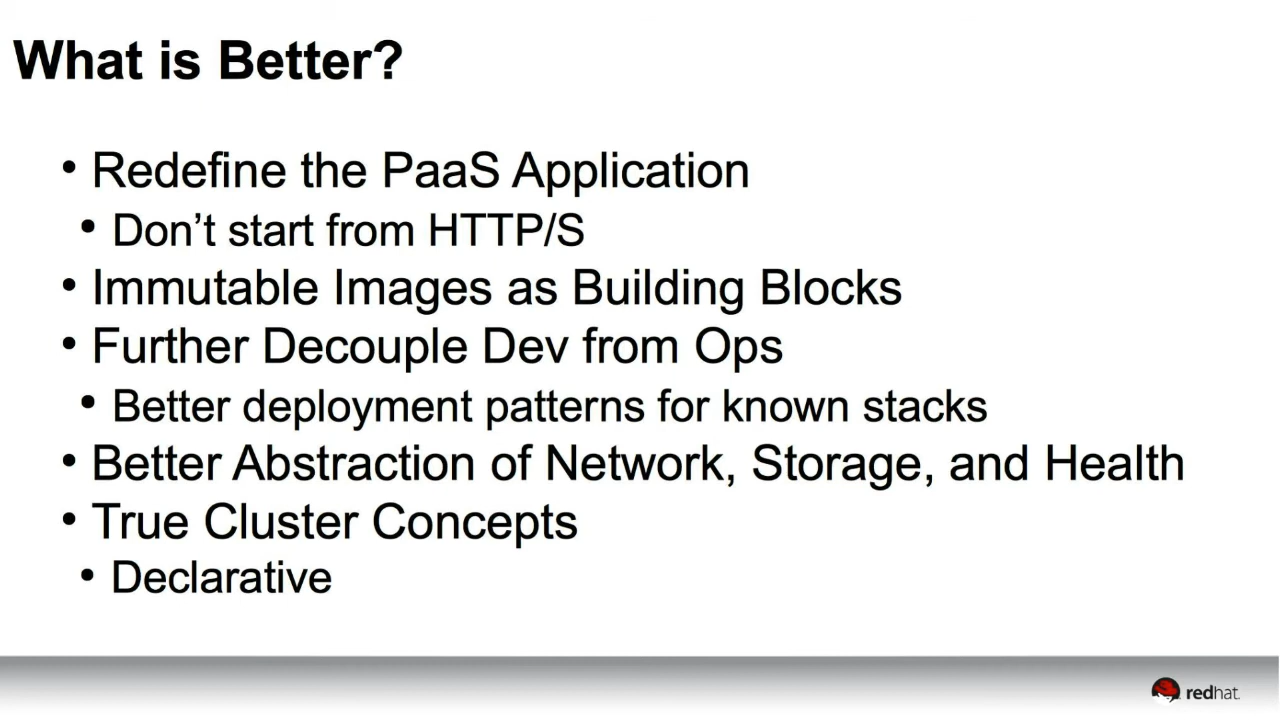 What is Better?
• Redefine the PaaS Application
• Don’t start from HTTP/S
• Immutable Images as Building Blocks
• Further Decouple Dev from Ops
• Better deployment patterns for known stacks
• Better Abstraction of Network, Storage, and Health
• True Cluster Concepts
• Declarative
redhat.